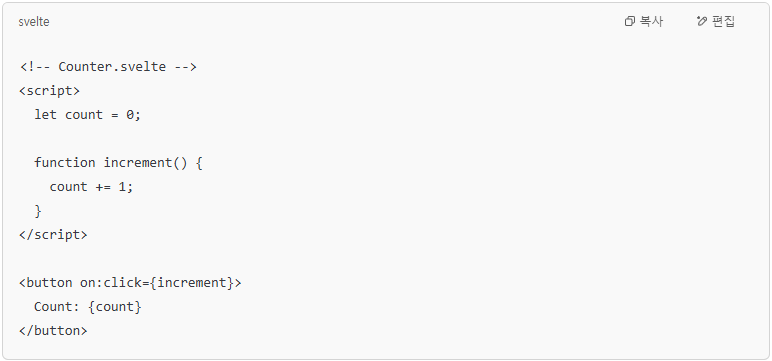 svelte
복사
편집
<!-- Counter.svelte -->
<script>
  let count = 0;

  function increment() {
    count += 1;
  }
</script>

<button on:click={increment}>
  Count: {count}
</button>